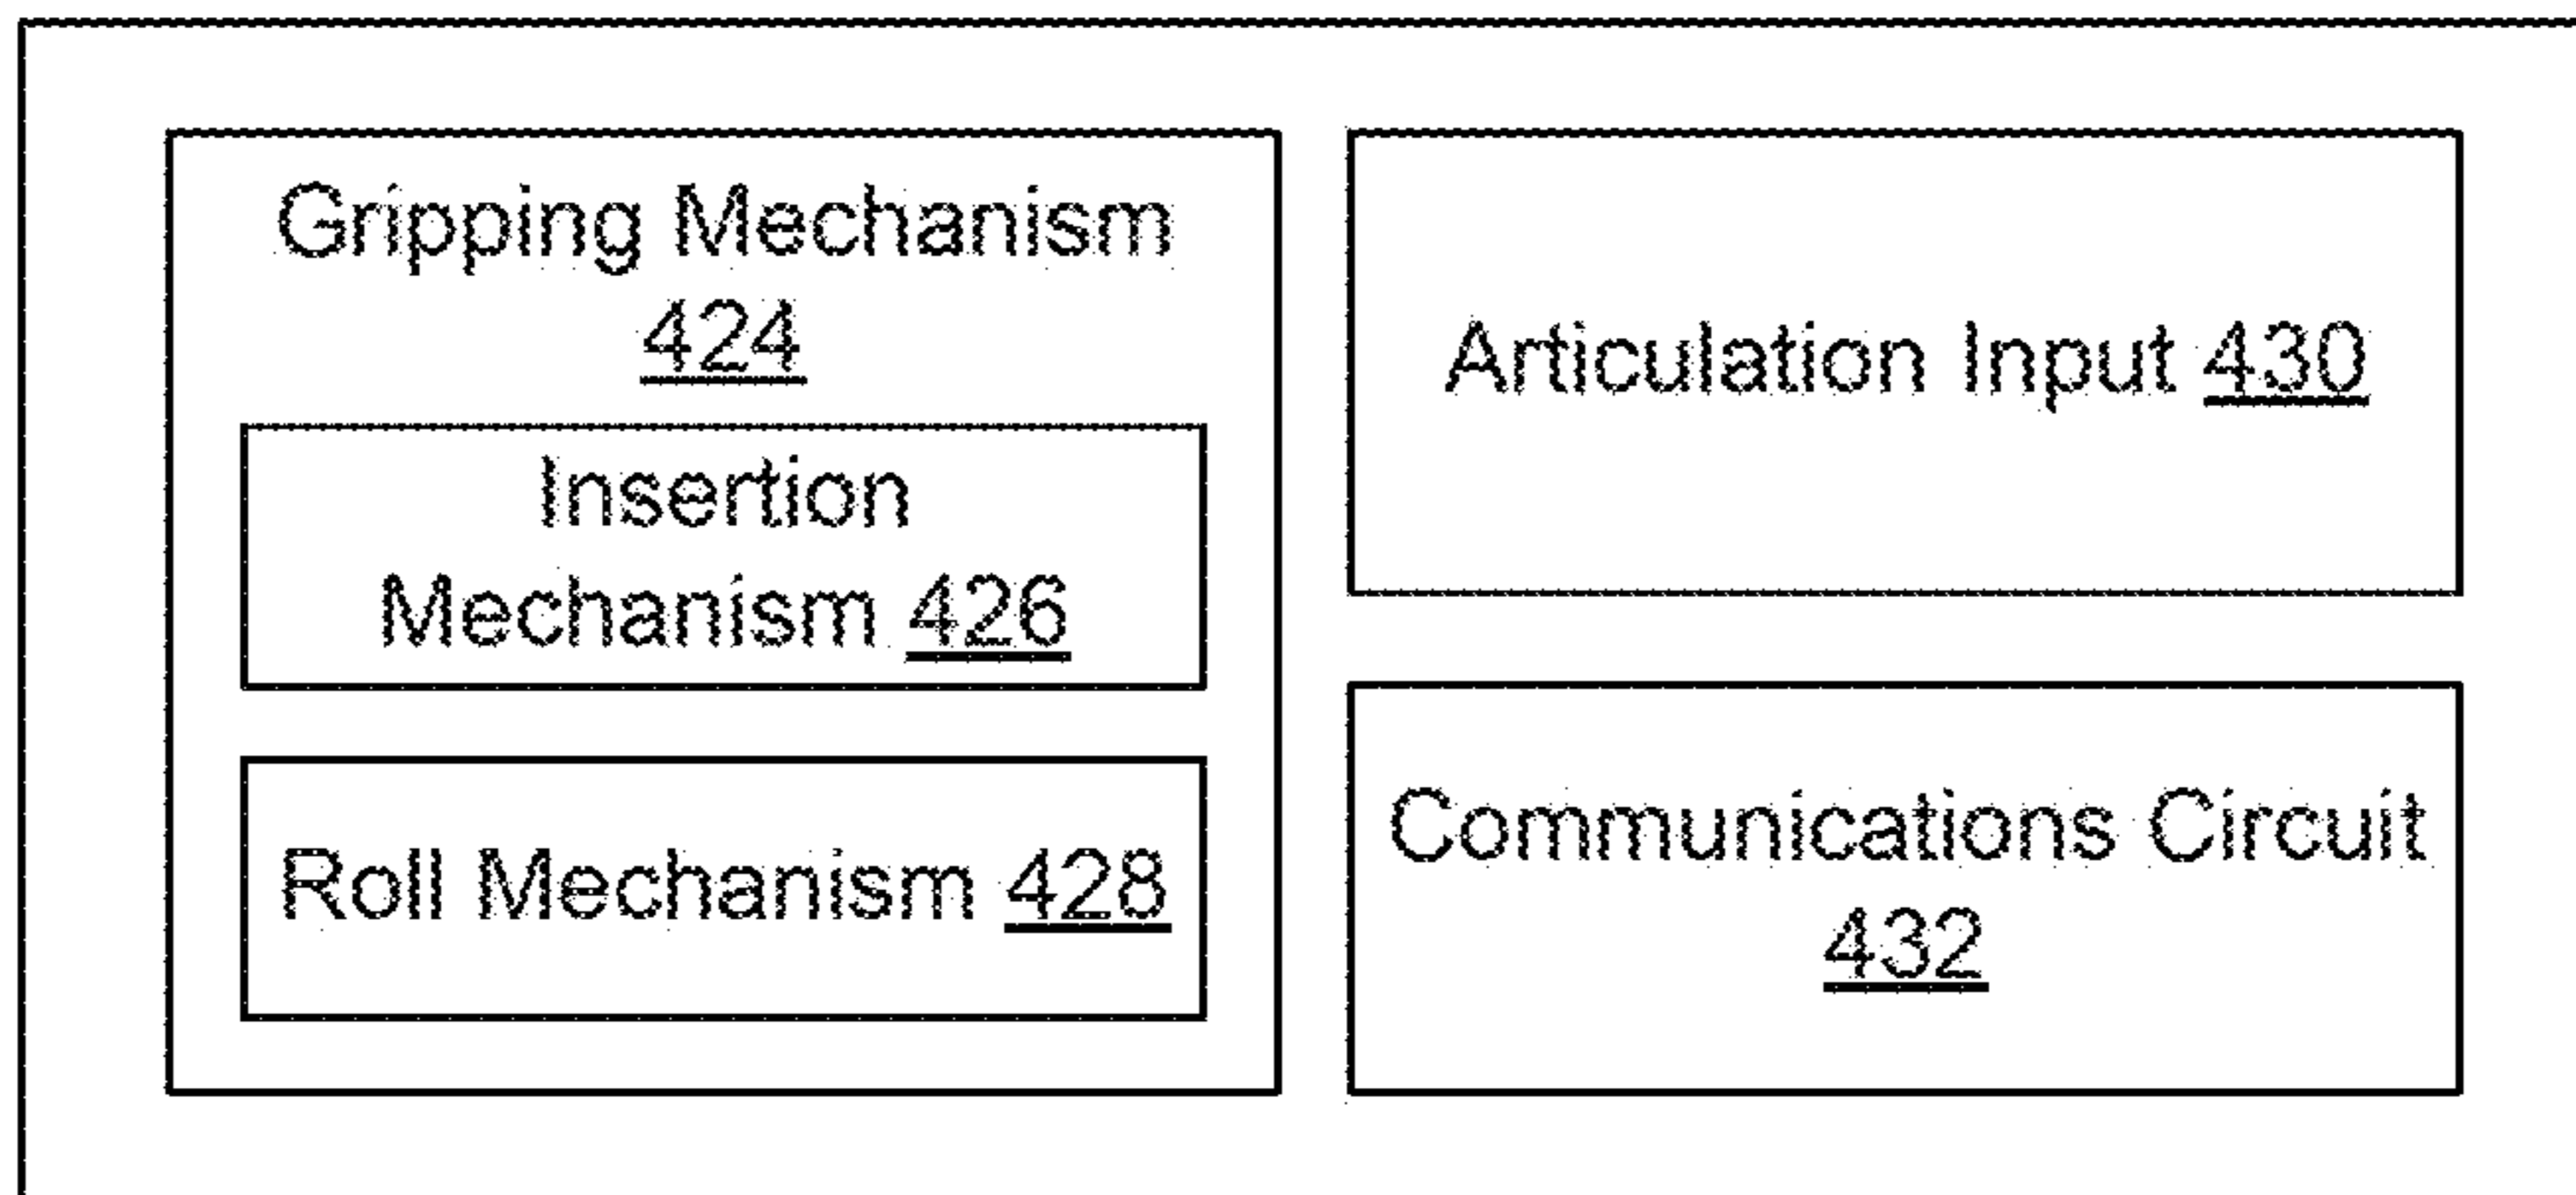 Gripping Mechanism
424
Insertion
Mechanism 426
Roll Mechanism 428
Articulation Input 430
Communications Circuit
432